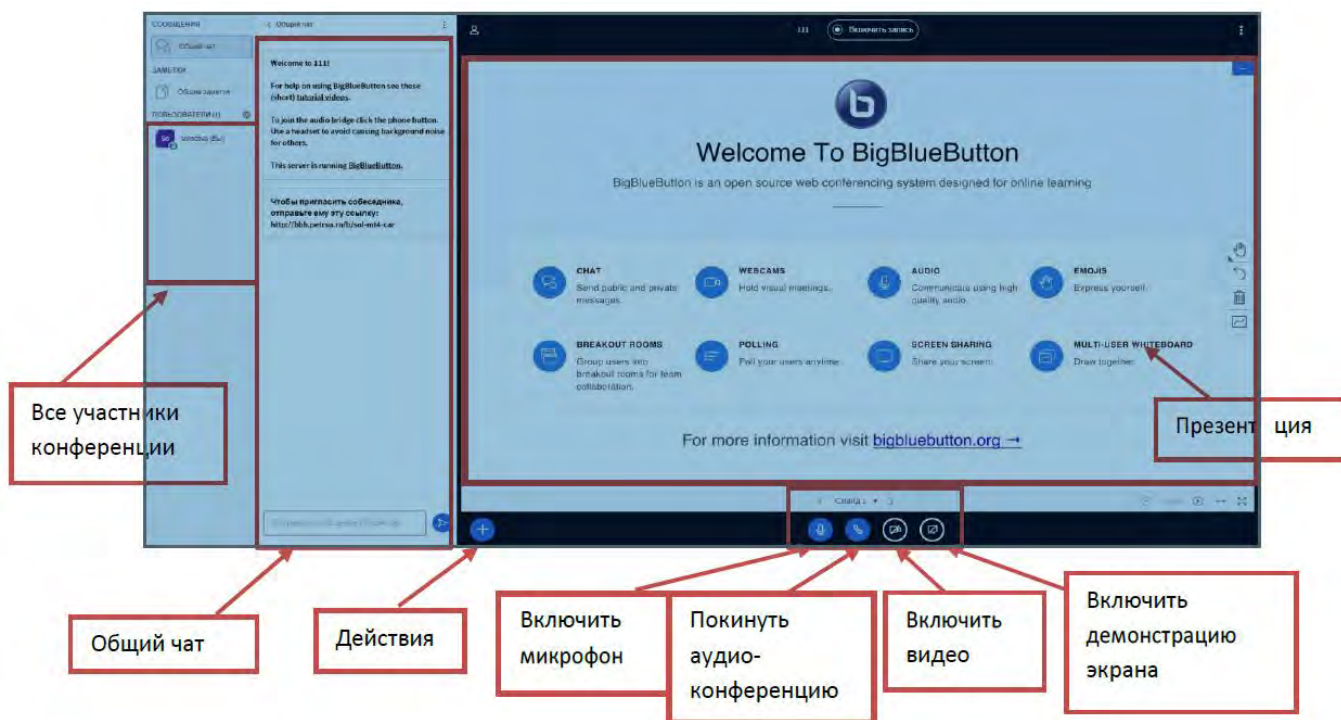 СООБЩЕНИЯ
Общий чат
ЗАМЕТКИ
Общие заметки
ПОЛЬЗОВАТЕЛИ (1)
(Вы)
Общий чат
Welcome to 111!
For help on using BigBlueButton see these
(short) tutorial videos.
To join the audio bridge click the phone button.
Use a headset to avoid causing background noise
for others.
This server is running BigBlueButton.
Чтобы пригласить собеседника,
отправьте ему эту ссылку:
111
Включить запись
Welcome To BigBlueButton
BigBlueButton is an open source web conferencing system designed for online learning
CHAT
Send public and private
messages.
WEBCAMS
Hold visual meetings.
AUDIO
Communicate using high
quality audio.
EMOJIS
Express yourself.
BREAKOUT ROOMS
Group users into
breakout rooms for team
collaboration.
POLLING
Poll your users anytime.
SCREEN SHARING
Share your screen.
MULTI-USER WHITEBOARD
Draw together.
For more information visit bigbluebutton.org →
Слайд 1
Все участники
конференции
Презент ция
Общий чат
Действия
Включить
микрофон
Покинуть
аудио-
конференцию
Включить
видео
Включить
демонстрацию
экрана